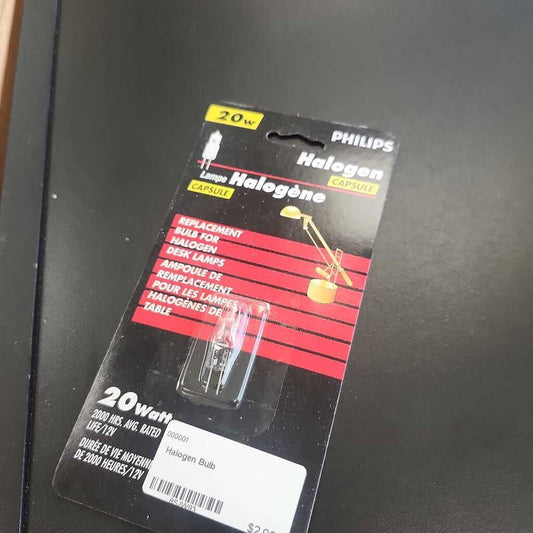 20W
PHILIPS
Halogen
CAPSULE
Lampe Halogène
CAPSULE
REPLACEMENT
BULB FOR
HALOGEN
DESK LAMPS
AMPOULE DE
REMPLACEMENT
POUR LES LAMPES
HALOGÈNES DE
TABLE
20Watt
2000 HRS. AVG. RATED
LIFE/12V
DURÉE DE VIE MOYENNE
DE 2000 HEURES/12V
000001
Halogen Bulb